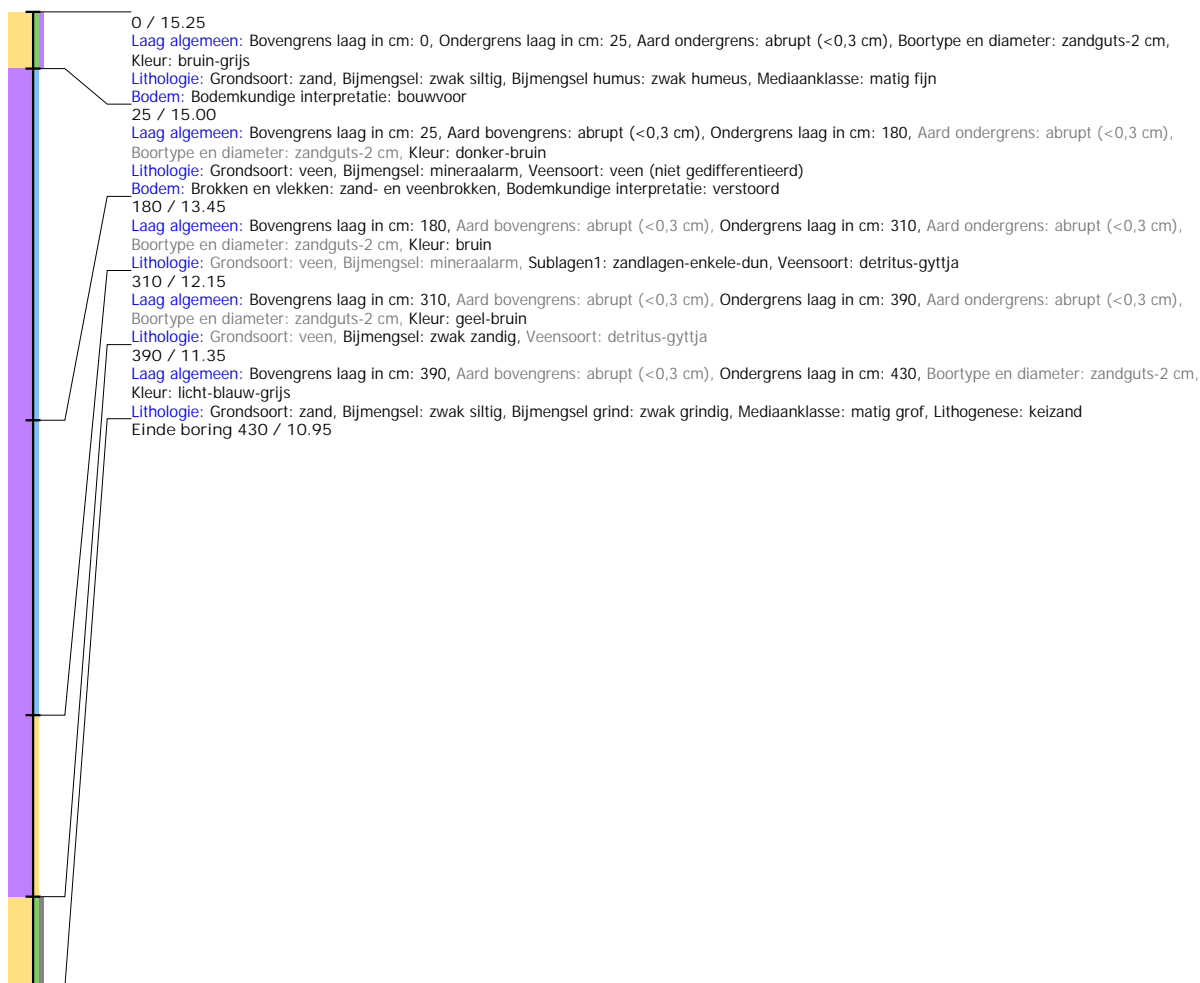 0 / 15.25
Laag algemeen: Bovengrens laag in cm: 0, Ondergrens laag in cm: 25, Aard ondergrens: abrupt (<0,3 cm), Boortype en diameter: zandguts-2 cm,
Kleur: bruin-grijs
Lithologie: Grondsoort: zand, Bijmengsel: zwak siltig, Bijmengsel humus: zwak humeus, Mediaanklasse: matig fijn
Bodem: Bodemkundige interpretatie: bouwvoor
25 / 15.00
Laag algemeen: Bovengrens laag in cm: 25, Aard bovengrens: abrupt (<0,3 cm), Ondergrens laag in cm: 180, Aard ondergrens: abrupt (<0,3 cm),
Boortype en diameter: zandguts-2 cm, Kleur: donker-bruin
Lithologie: Grondsoort: veen, Bijmengsel: mineraalarm, Veensoort: veen (niet gedifferentieerd)
Bodem: Brokken en vlekken: zand- en veenbrokken, Bodemkundige interpretatie: verstoord
180 / 13.45
Laag algemeen: Bovengrens laag in cm: 180, Aard bovengrens: abrupt (<0,3 cm), Ondergrens laag in cm: 310, Aard ondergrens: abrupt (<0,3 cm),
Boortype en diameter: zandguts-2 cm, Kleur: bruin
Lithologie: Grondsoort: veen, Bijmengsel: mineraalarm, Sublagen1: zandlagen-enkele-dun, Veensoort: detritus-gyttja
310 / 12.15
Laag algemeen: Bovengrens laag in cm: 310, Aard bovengrens: abrupt (<0,3 cm), Ondergrens laag in cm: 390, Aard ondergrens: abrupt (<0,3 cm),
Boortype en diameter: zandguts-2 cm, Kleur: geel-bruin
Lithologie: Grondsoort: veen, Bijmengsel: zwak zandig, Veensoort: detritus-gyttja
390 / 11.35
Laag algemeen: Bovengrens laag in cm: 390, Aard bovengrens: abrupt (<0,3 cm), Ondergrens laag in cm: 430, Boortype en diameter: zandguts-2 cm,
Kleur: licht-blauw-grijs
Lithologie: Grondsoort: zand, Bijmengsel: zwak siltig, Bijmengsel grind: zwak grindig, Mediaanklasse: matig grof, Lithogenese: keizand
Einde boring 430 / 10.95